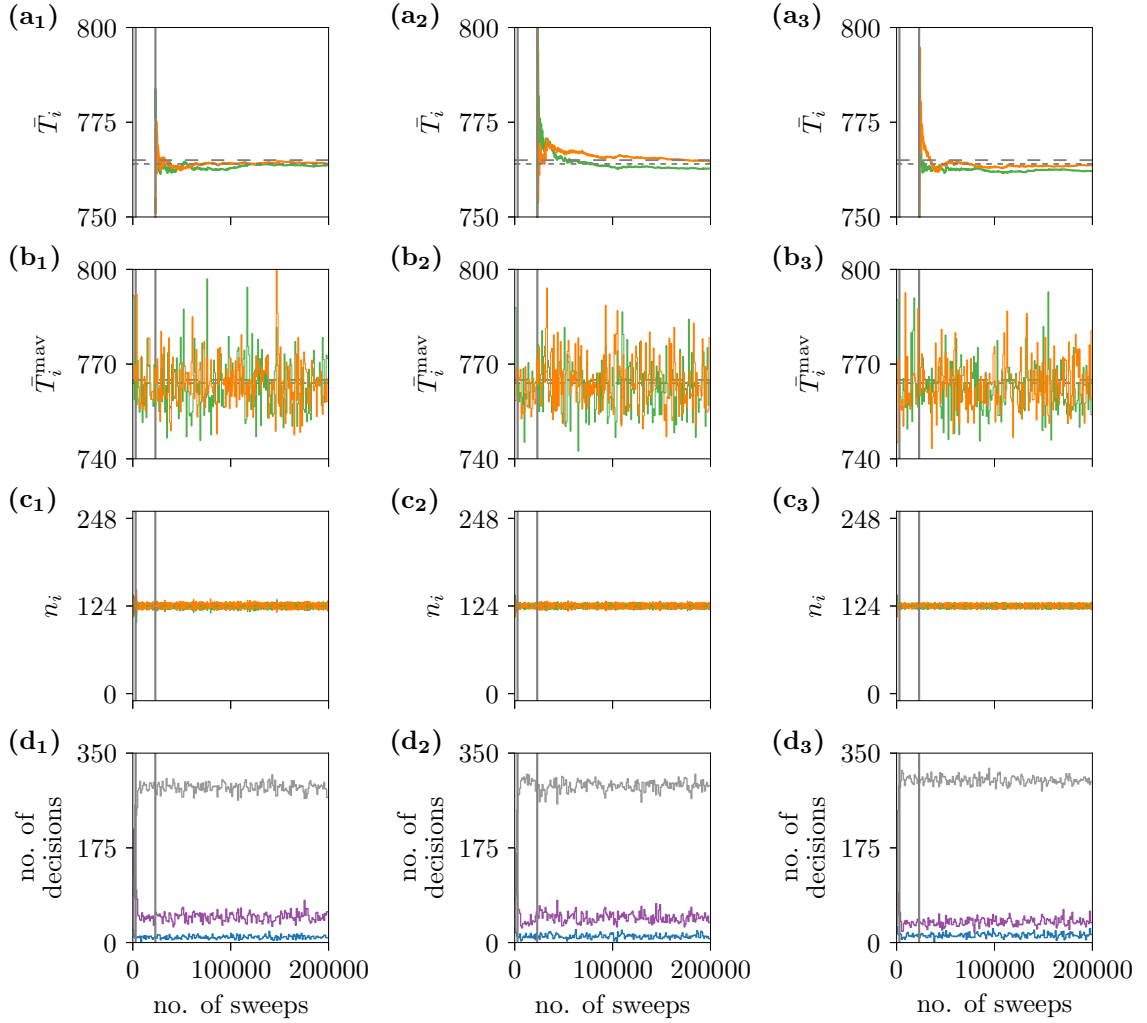 (a₁) (a₂) (a₃)
800 800 800
775 775 775
750 750 750
T̄ᵢ T̄ᵢ T̄ᵢ
(b₁) (b₂) (b₃)
800 800 800
770 770 770
740 740 740
T̄ᵢᵐⁿᵃᵛ T̄ᵢᵐⁿᵃᵛ T̄ᵢᵐⁿᵃᵛ
(c₁) (c₂) (c₃)
248 248 248
124 124 124
0 0 0
nᵢ nᵢ nᵢ
(d₁) (d₂) (d₃)
350 350 350
175 175 175
0 0 0
no. of no. of no. of
decisions decisions decisions
0 100000 200000 0 100000 200000 0 100000 200000
no. of sweeps no. of sweeps no. of sweeps